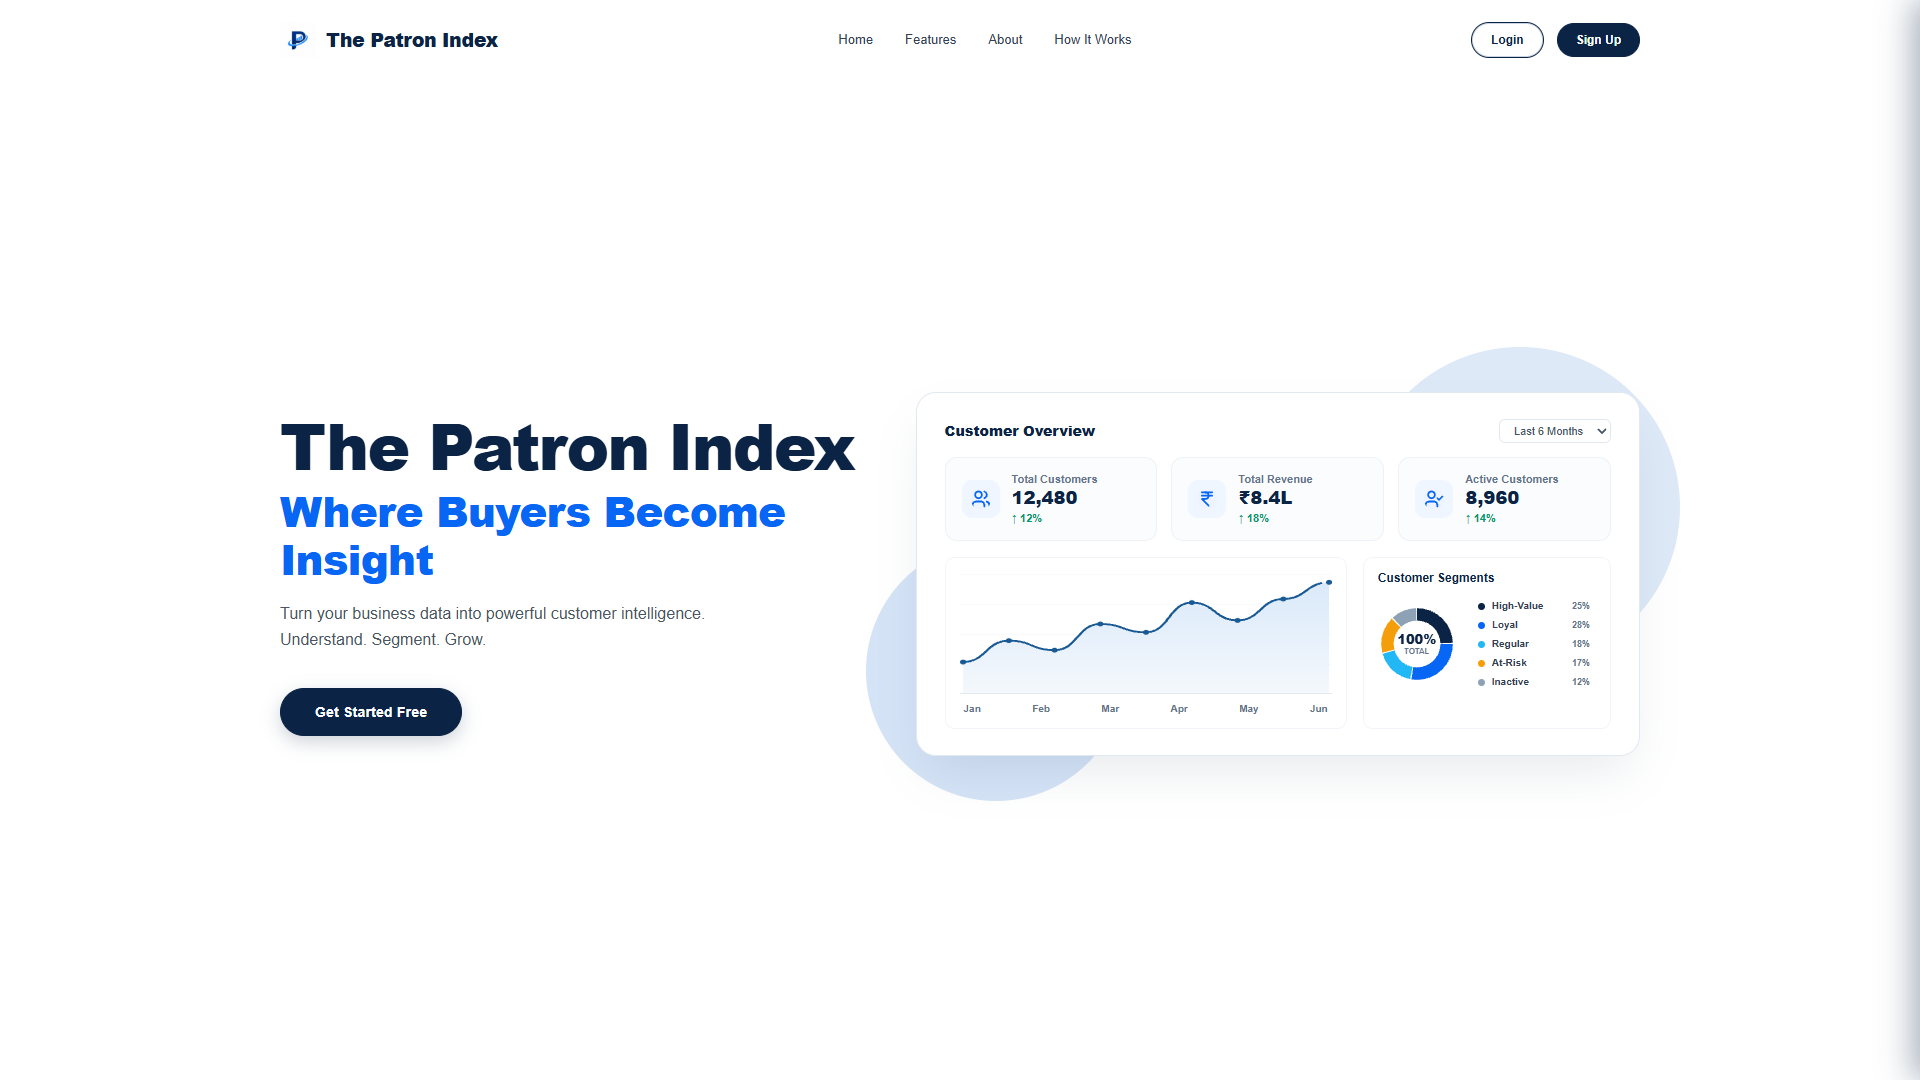 The Patron Index
Home
Features
About
How It Works
Login
Sign Up
The Patron Index
Where Buyers Become
Insight
Turn your business data into powerful customer intelligence.
Understand. Segment. Grow.
Get Started Free
Customer Overview
Last 6 Months
Total Customers
12,480
↑ 12%
Total Revenue
₹8.4L
↑ 18%
Active Customers
8,960
↑ 14%
Jan
Feb
Mar
Apr
May
Jun
Customer Segments
100%
TOTAL
High-Value 25%
Loyal 28%
Regular 18%
At-Risk 17%
Inactive 12%